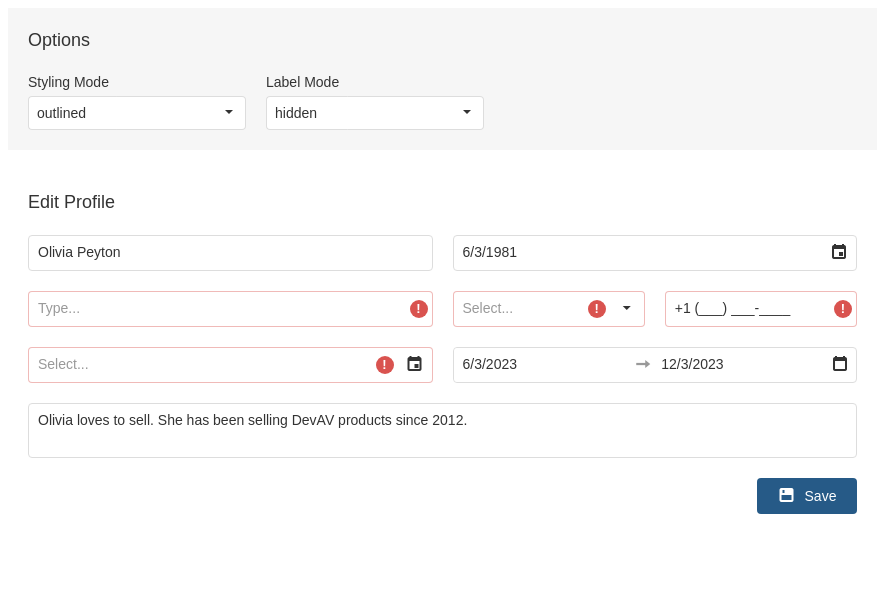 Options
Styling Mode Label Mode
outlined hidden
Edit Profile
Olivia Peyton 6/3/1981
Type... Select... +1 (___) ___-____
Select... 6/3/2023 12/3/2023
Olivia loves to sell. She has been selling DevAV products since 2012.
Save